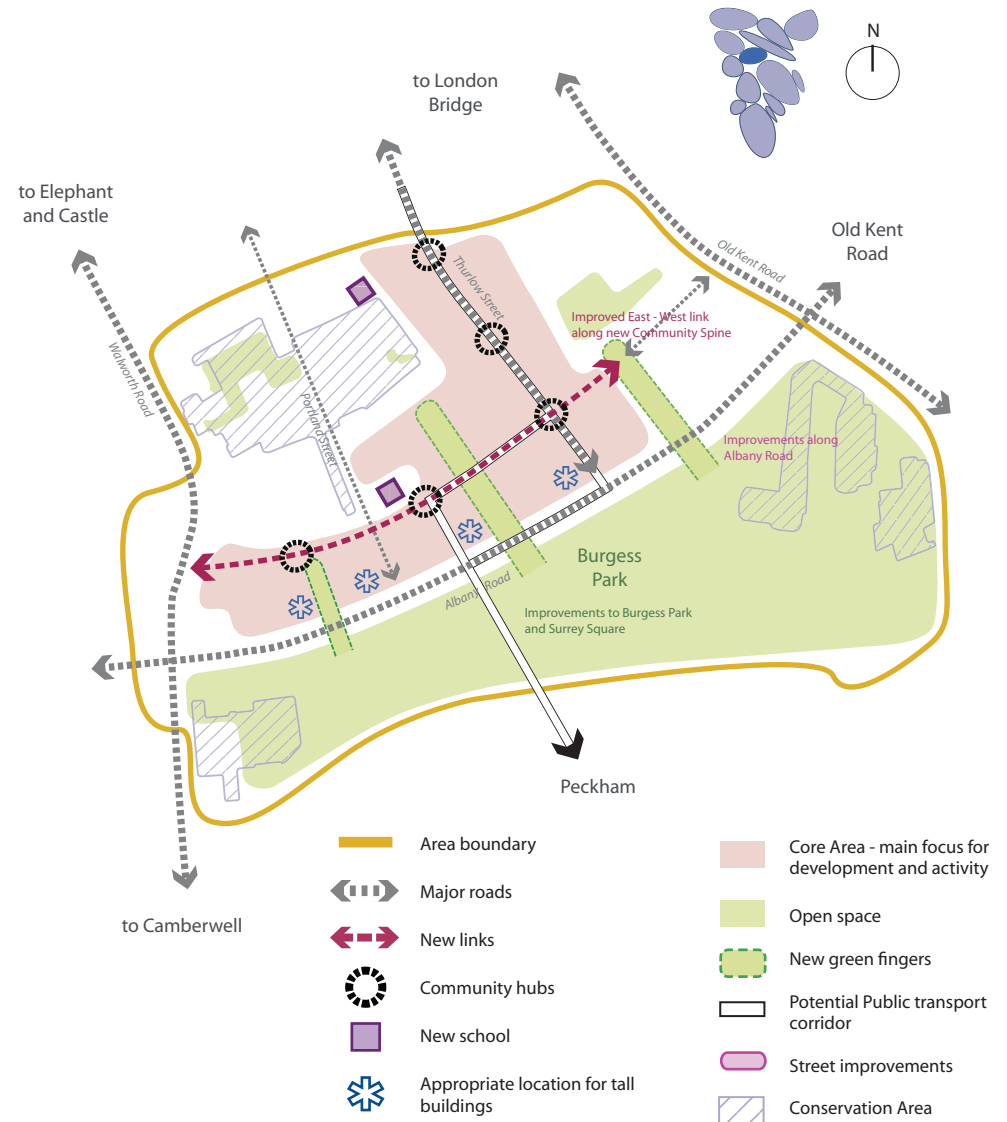 N
to London
Bridge
to Elephant
and Castle
Old Kent
Road
Old Kent Road
Thurlow Street
Improved East - West link
along new Community Spine
Walworth Road
Portland Street
Improvements along
Albany Road
Burgess
Park
Albany Road
Improvements to Burgess Park
and Surrey Square
Peckham
to Camberwell
Area boundary
Major roads
New links
Community hubs
New school
Appropriate location for tall
buildings
Core Area - main focus for
development and activity
Open space
New green fingers
Potential Public transport
corridor
Street improvements
Conservation Area